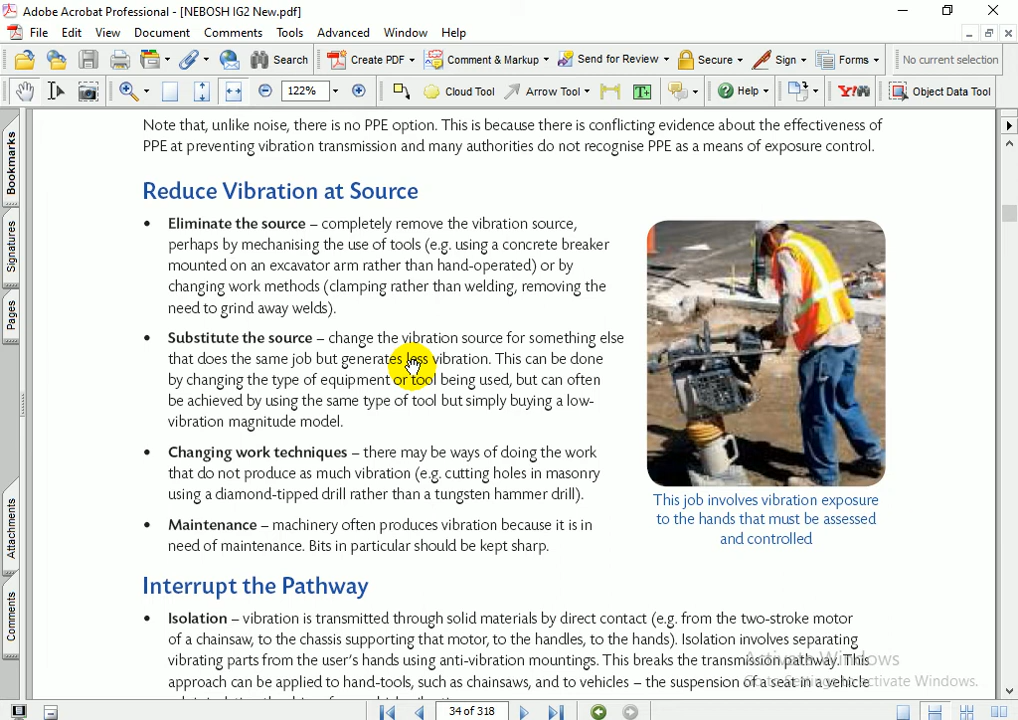 Adobe Acrobat Professional - [NEBOSH IG2 New.pdf]
File Edit View Document Comments Tools Advanced Window Help
Search Create PDF Comment & Markup Send for Review Secure Sign Forms No current selection
122% Cloud Tool Arrow Tool Help Y! Object Data Tool
Bookmarks
Signatures
Pages
Attachments
Comments
Note that, unlike noise, there is no PPE option. This is because there is conflicting evidence about the effectiveness of
PPE at preventing vibration transmission and many authorities do not recognise PPE as a means of exposure control.
Reduce Vibration at Source
• Eliminate the source – completely remove the vibration source,
perhaps by mechanising the use of tools (e.g. using a concrete breaker
mounted on an excavator arm rather than hand-operated) or by
changing work methods (clamping rather than welding, removing the
need to grind away welds).
• Substitute the source – change the vibration source for something else
that does the same job but generates less vibration. This can be done
by changing the type of equipment or tool being used, but can often
be achieved by using the same type of tool but simply buying a low-
vibration magnitude model.
• Changing work techniques – there may be ways of doing the work
that do not produce as much vibration (e.g. cutting holes in masonry
using a diamond-tipped drill rather than a tungsten hammer drill).
• Maintenance – machinery often produces vibration because it is in
need of maintenance. Bits in particular should be kept sharp.
This job involves vibration exposure
to the hands that must be assessed
and controlled
Interrupt the Pathway
• Isolation – vibration is transmitted through solid materials by direct contact (e.g. from the two-stroke motor
of a chainsaw, to the chassis supporting that motor, to the handles, to the hands). Isolation involves separating
vibrating parts from the user's hands using anti-vibration mountings. This breaks the transmission pathway. This
approach can be applied to hand-tools, such as chainsaws, and to vehicles – the suspension of a seat in a vehicle
Activate Windows
Go to Settings to activate Windows.
34 of 318